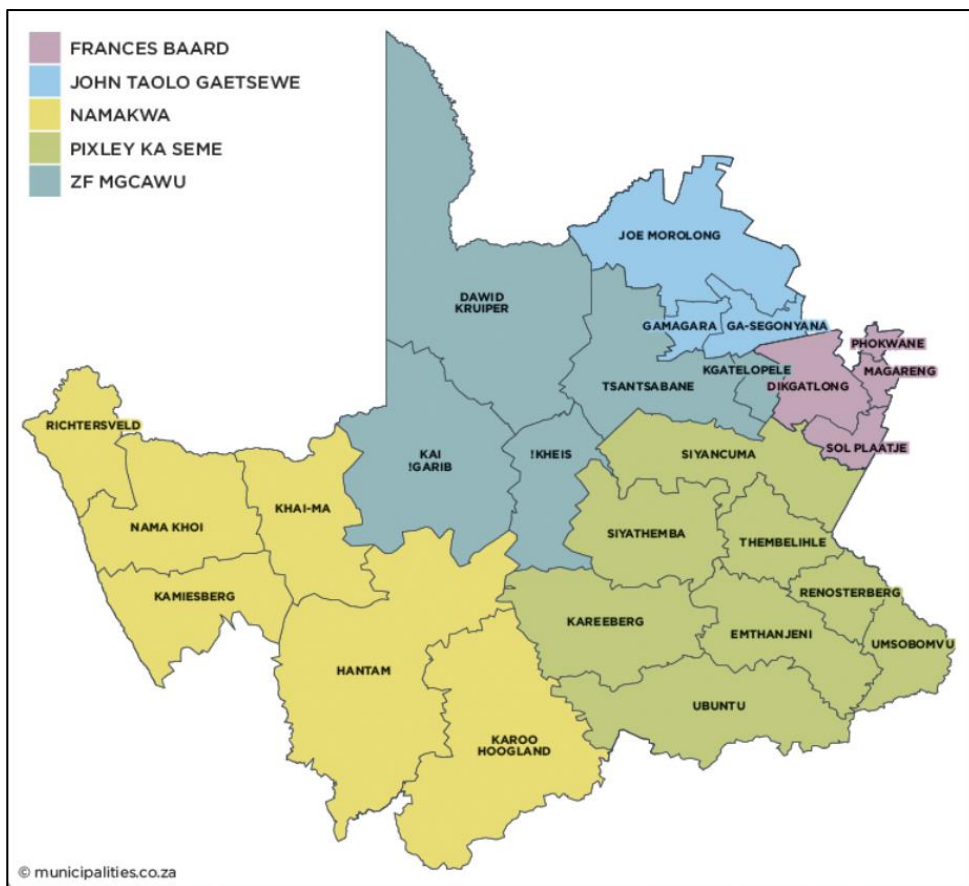 FRANCES BAARD
JOHN TAOLO GAETSEWE
NAMAKWA
PIXLEY KA SEME
ZF MGCAWU
JOE MOROLONG
DAWID
KRUIPER
GAMAGARA
GA-SEGONYANA
PHOKWANE
KGATELOPELE
MAGARENG
TSANTSABANE
DIKGATLONG
RICHTERSVELD
SOL PLAATJE
KAI
!GARIB
!KHEIS
SIYANCUMA
KHAI-MA
NAMA KHOI
SIYATHEMBA
THEMBELIHLE
KAMIESBERG
RENOSTERBERG
KAREEBERG
EMTHANJENI
UMSOBOMVU
HANTAM
UBUNTU
KAROO
HOOGLAND
© municipalities.co.za